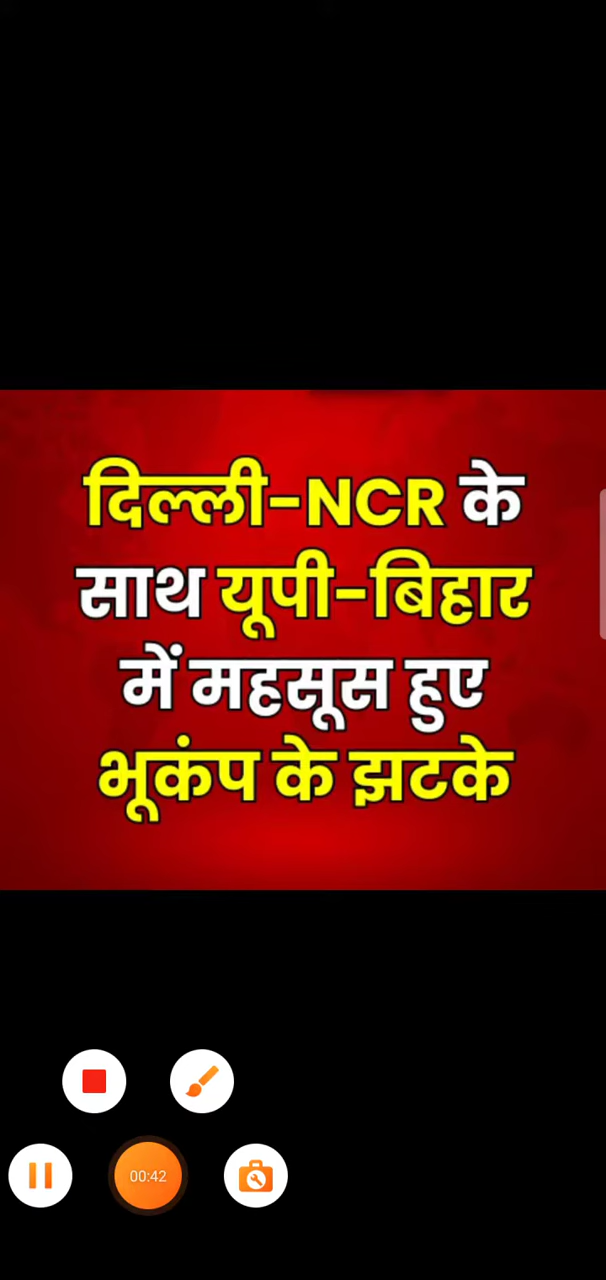 दिल्ली-NCR के
साथ यूपी-बिहार
में महसूस हुए
भूकंप के झटके
00:42